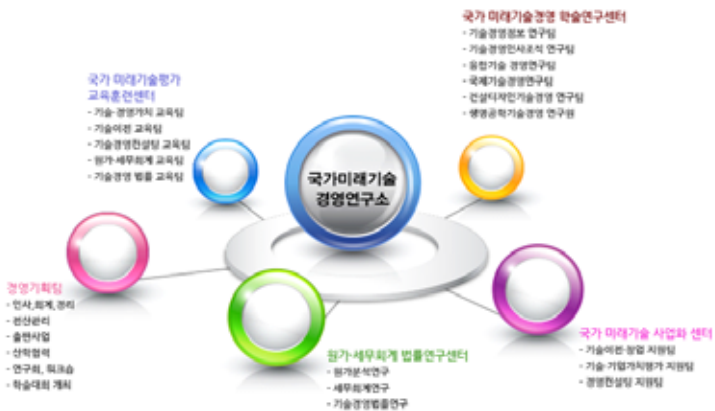 국가 미래기술경영 학술연구센터
- 기술경영정보 연구팀
- 기술경영인사조직 연구팀
- 융합기술 경영연구팀
- 국제기술경영연구팀
- 건설디자인기술경영 연구팀
- 생명공학기술경영 연구원
국가 미래기술평가
교육훈련센터
- 기술·경영가치 교육팀
- 기술이전 교육팀
- 기술경영컨설팅 교육팀
- 원가·세무회계 교육팀
- 기술경영 법률 교육팀
국가미래기술
경영연구소
경영기획팀
- 인사,회계,경리
- 전산관리
- 출판사업
- 산학협력
- 연구회, 워크숍
- 학술대회 개최
원가·세무회계 법률연구센터
- 원가분석연구
- 세무회계연구
- 기술경영법률연구
국가 미래기술 사업화 센터
- 기술이전·창업 지원팀
- 기술·기업가치평가 지원팀
- 경영컨설팅 지원팀